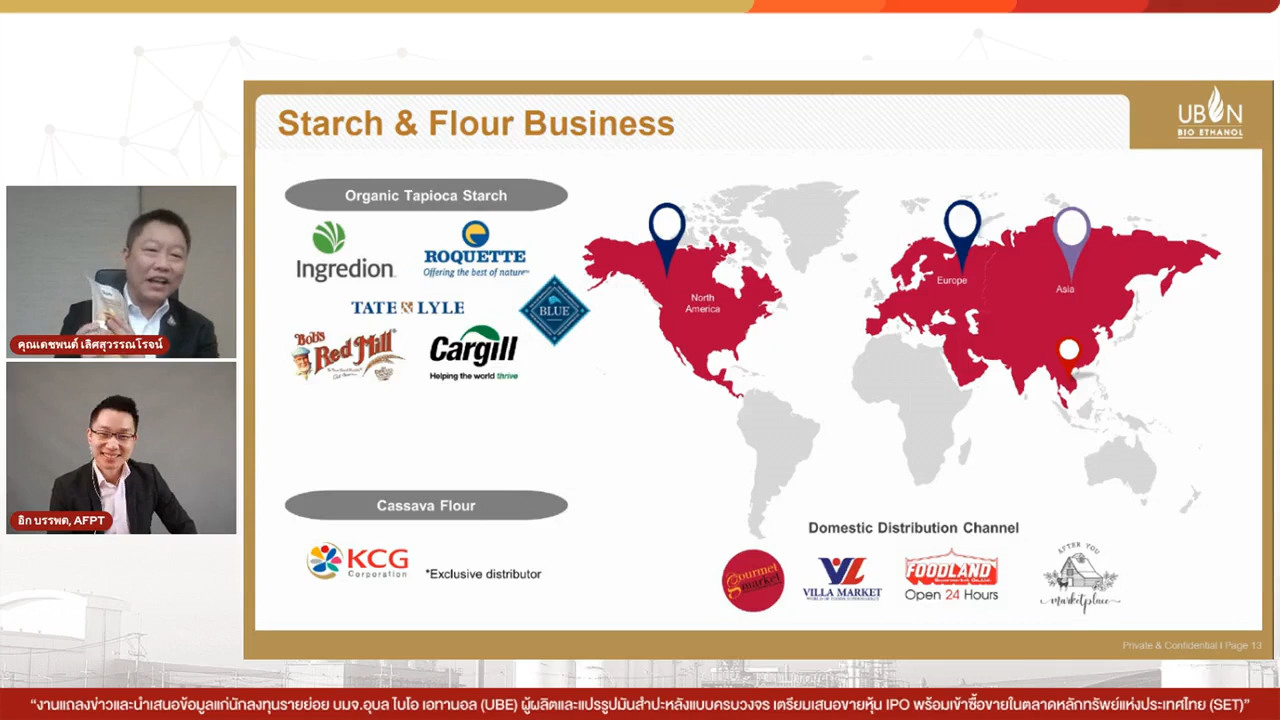 Starch & Flour Business
UBON
BIO ETHANOL
Organic Tapioca Starch
Ingredion
ROQUETTE
Offering the best of nature™
TATE & LYLE
BLUE
Bob's
Red Mill
Cargill
Helping the world thrive
North
America
Europe
Asia
คุณเดชพนต์ เลิศสุวรรณโรจน์
อิก บรรพต, AFPT
Cassava Flour
KCG
Corporation
*Exclusive distributor
Domestic Distribution Channel
Gourmet
market
VILLA MARKET
FOODLAND
Supermarket Co.,Ltd.
Open 24 Hours
AFTER YOU
marketplace
Private & Confidential I Page 13
“งานแถลงข่าวและนำเสนอข้อมูลแก่นักลงทุนรายย่อย บมจ.อุบล ไบโอ เอทานอล (UBE) ผู้ผลิตและแปรรูปมันสำปะหลังแบบครบวงจร เตรียมเสนอขายหุ้น IPO พร้อมเข้าซื้อขายในตลาดหลักทรัพย์แห่งประเทศไทย (SET)”